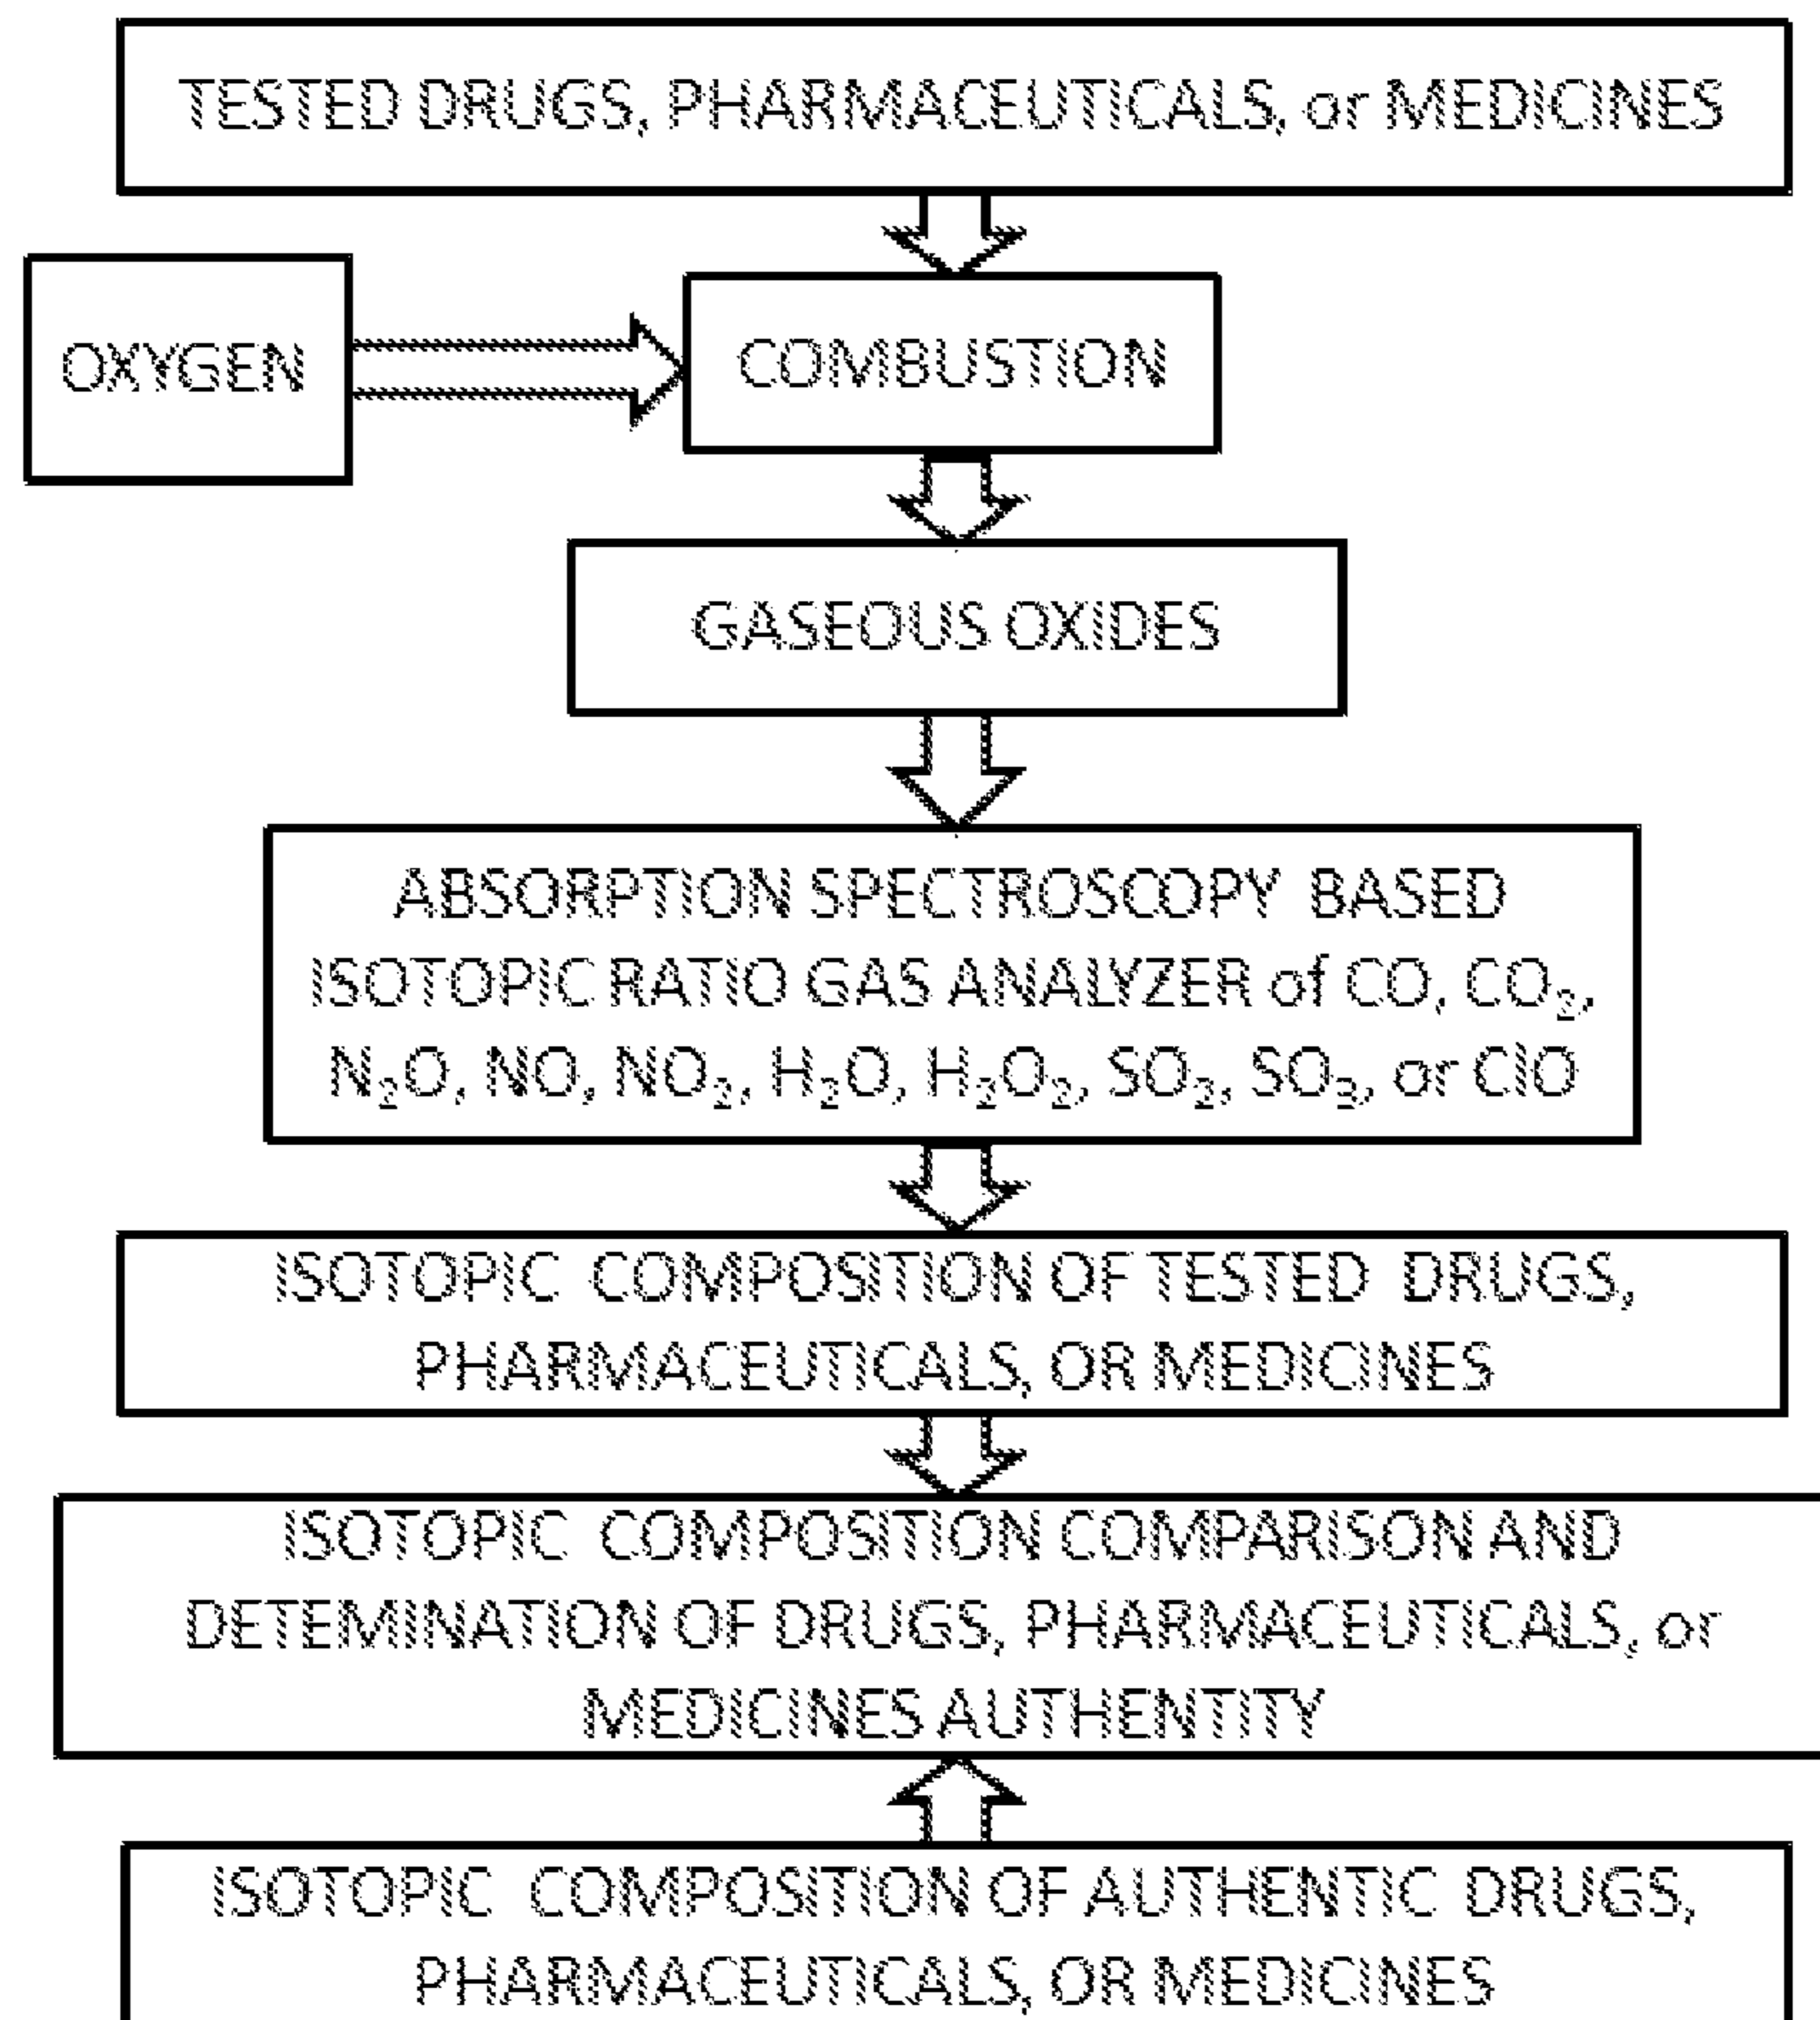 TESTED DRUGS, PHARMACEUTICALS, or MEDICINES
OXYGEN
COMBUSTION
GASEOUS OXIDES
ABSORPTION SPECTROSCOPY BASED
ISOTOPIC RATIO GAS ANALYZER of CO, CO₂,
N₂O, NO, NO₂, H₂O, H₂O₂, SO₂, SO₃, or ClO
ISOTOPIC COMPOSITION OF TESTED DRUGS,
PHARMACEUTICALS, OR MEDICINES
ISOTOPIC COMPOSITION COMPARISON AND
DETEMINATION OF DRUGS, PHARMACEUTICALS, or
MEDICINES AUTHENTITY
ISOTOPIC COMPOSITION OF AUTHENTIC DRUGS,
PHARMACEUTICALS, OR MEDICINES